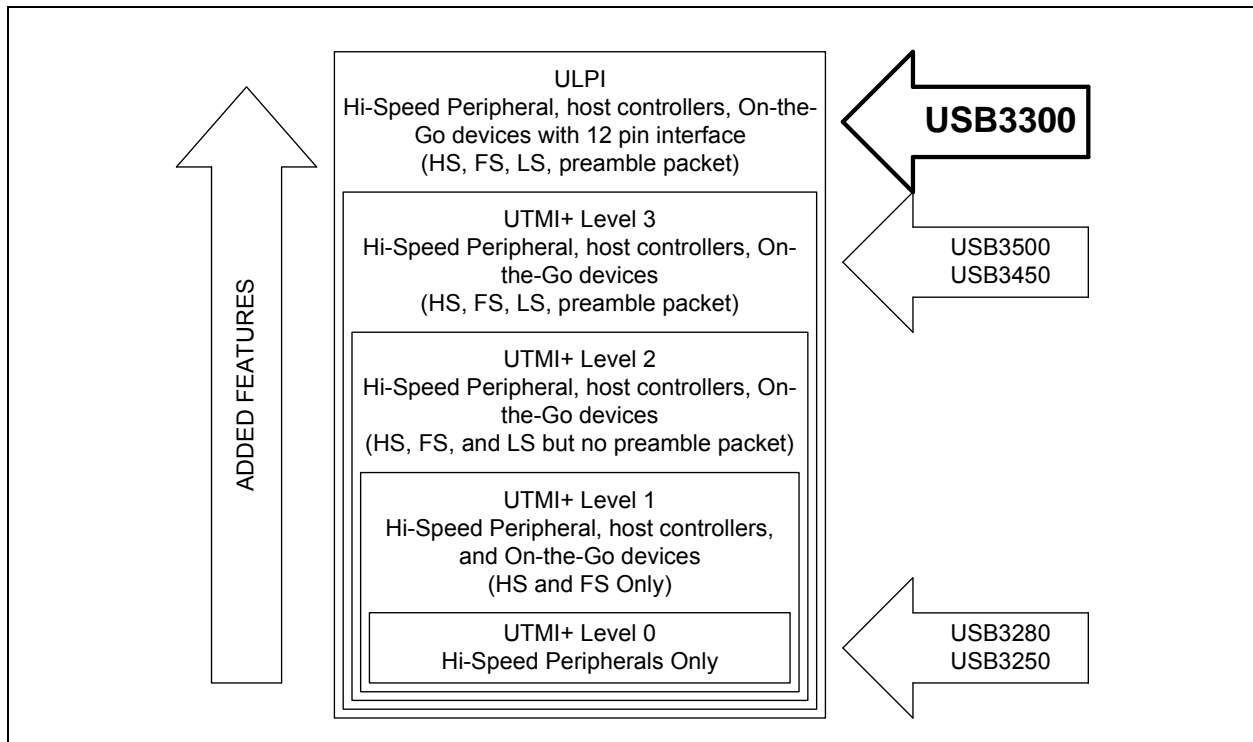 ULPI
Hi-Speed Peripheral, host controllers, On-the-
Go devices with 12 pin interface
(HS, FS, LS, preamble packet)
USB3300
UTMI+ Level 3
Hi-Speed Peripheral, host controllers, On-
the-Go devices
(HS, FS, LS, preamble packet)
USB3500
USB3450
ADDED FEATURES
UTMI+ Level 2
Hi-Speed Peripheral, host controllers, On-
the-Go devices
(HS, FS, and LS but no preamble packet)
UTMI+ Level 1
Hi-Speed Peripheral, host controllers,
and On-the-Go devices
(HS and FS Only)
UTMI+ Level 0
Hi-Speed Peripherals Only
USB3280
USB3250